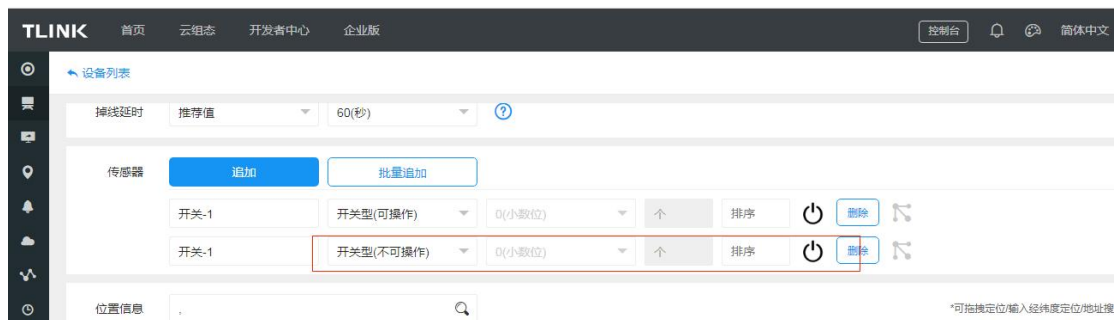 TLINK 首页 云组态 开发者中心 企业版 控制台 简体中文
设备列表
掉线延时 推荐值 60(秒) ?
传感器 追加 批量追加
开关-1 开关型(可操作) 0(小数位) 个 排序 删除
开关-1 开关型(不可操作) 0(小数位) 个 排序 删除
位置信息 , *可拖拽定位/输入经纬度定位/地址搜